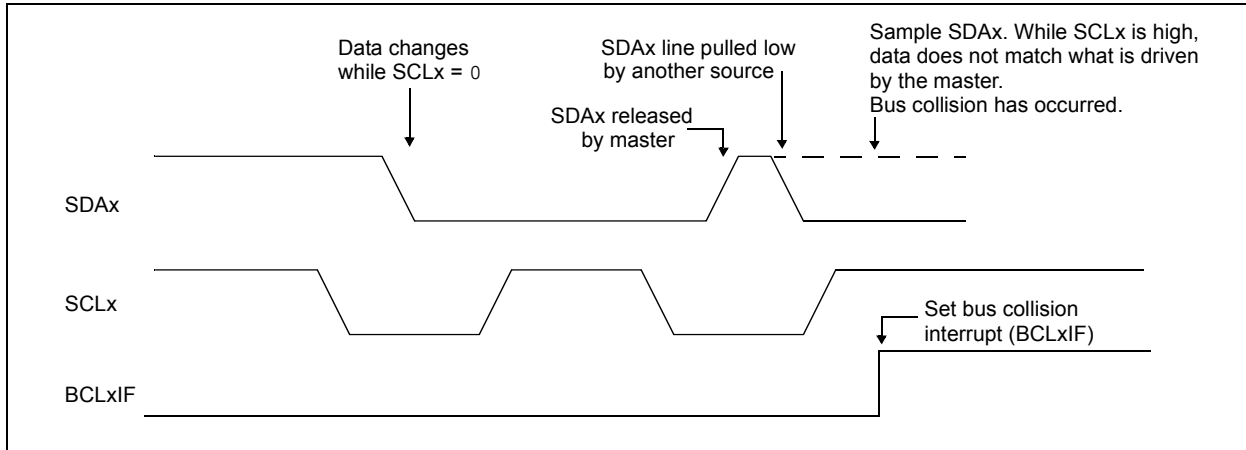 Data changes
while SCLx = 0
SDAx line pulled low
by another source
SDAx released
by master
Sample SDAx. While SCLx is high,
data does not match what is driven
by the master.
Bus collision has occurred.
SDAx
SCLx
Set bus collision
interrupt (BCLxIF)
BCLxIF